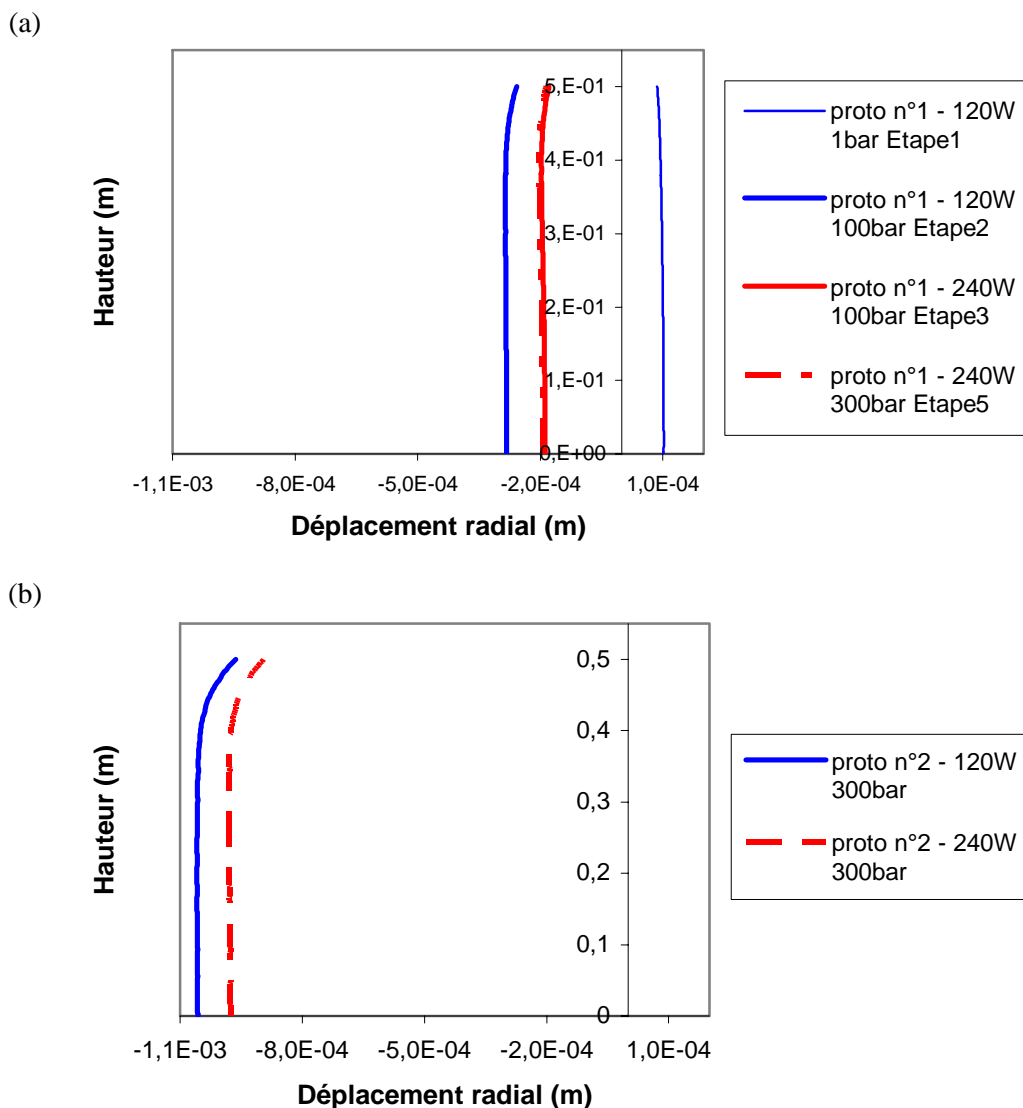 (a)
5,E-01
4,E-01
3,E-01
2,E-01
1,E-01
0,E+00
Hauteur (m)
-1,1E-03
-8,0E-04
-5,0E-04
-2,0E-04
1,0E-04
Déplacement radial (m)
proto n°1 - 120W
1bar Etape1
proto n°1 - 120W
100bar Etape2
proto n°1 - 240W
100bar Etape3
proto n°1 - 240W
300bar Etape5
(b)
0,5
0,4
0,3
0,2
0,1
0
Hauteur (m)
-1,1E-03
-8,0E-04
-5,0E-04
-2,0E-04
1,0E-04
Déplacement radial (m)
proto n°2 - 120W
300bar
proto n°2 - 240W
300bar